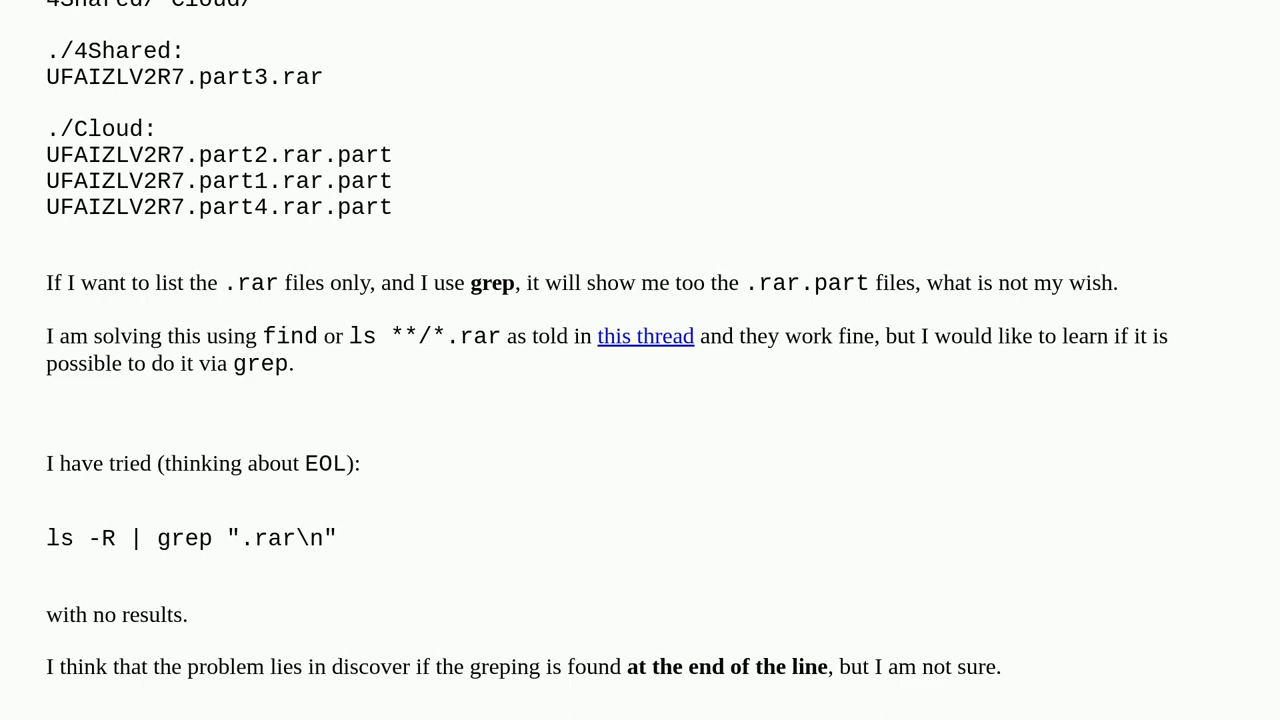 4Shared/ Cloud/
./4Shared:
UFAIZLV2R7.part3.rar
./Cloud:
UFAIZLV2R7.part2.rar.part
UFAIZLV2R7.part1.rar.part
UFAIZLV2R7.part4.rar.part
If I want to list the .rar files only, and I use grep, it will show me too the .rar.part files, what is not my wish.
I am solving this using find or ls **/*.rar as told in this thread and they work fine, but I would like to learn if it is
possible to do it via grep.
I have tried (thinking about EOL):
ls -R | grep ".rar\n"
with no results.
I think that the problem lies in discover if the greping is found at the end of the line, but I am not sure.